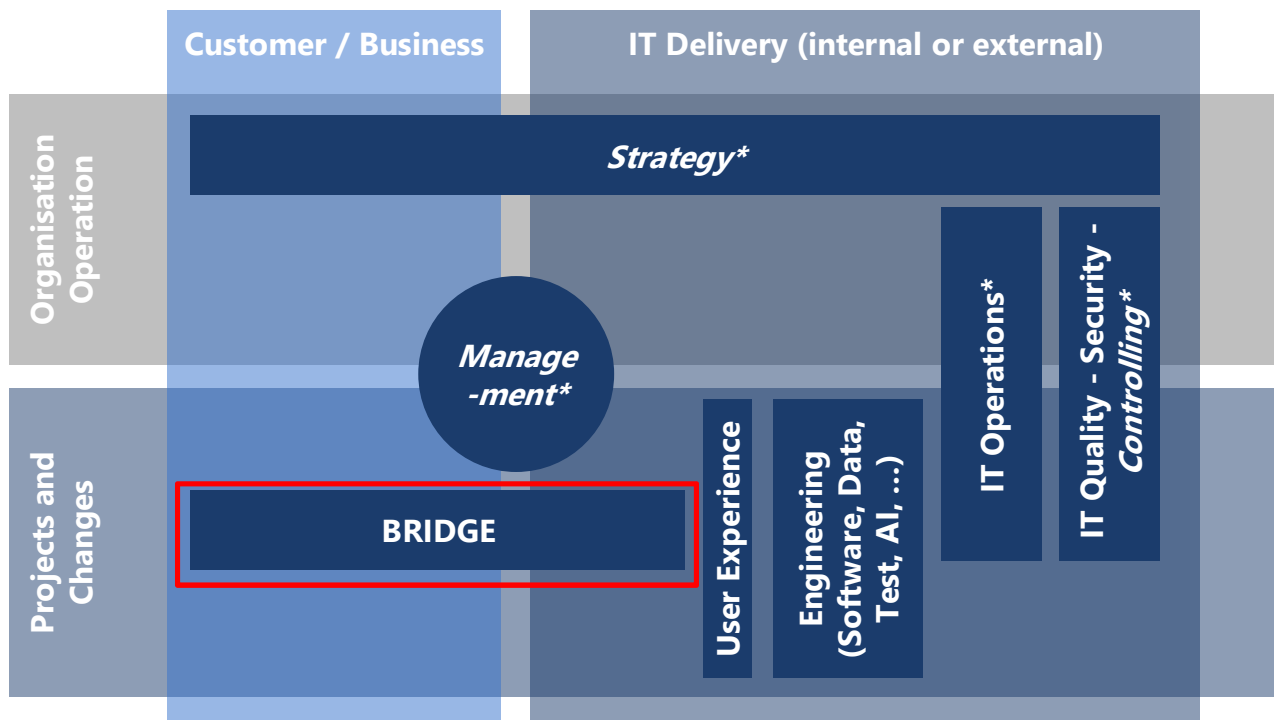 Customer / Business
IT Delivery (internal or external)
Organisation
Operation
Strategy*
Manage
-ment*
IT Operations*
IT Quality - Security -
Controlling*
Projects and
Changes
BRIDGE
User Experience
Engineering
(Software, Data,
Test, AI, ...)